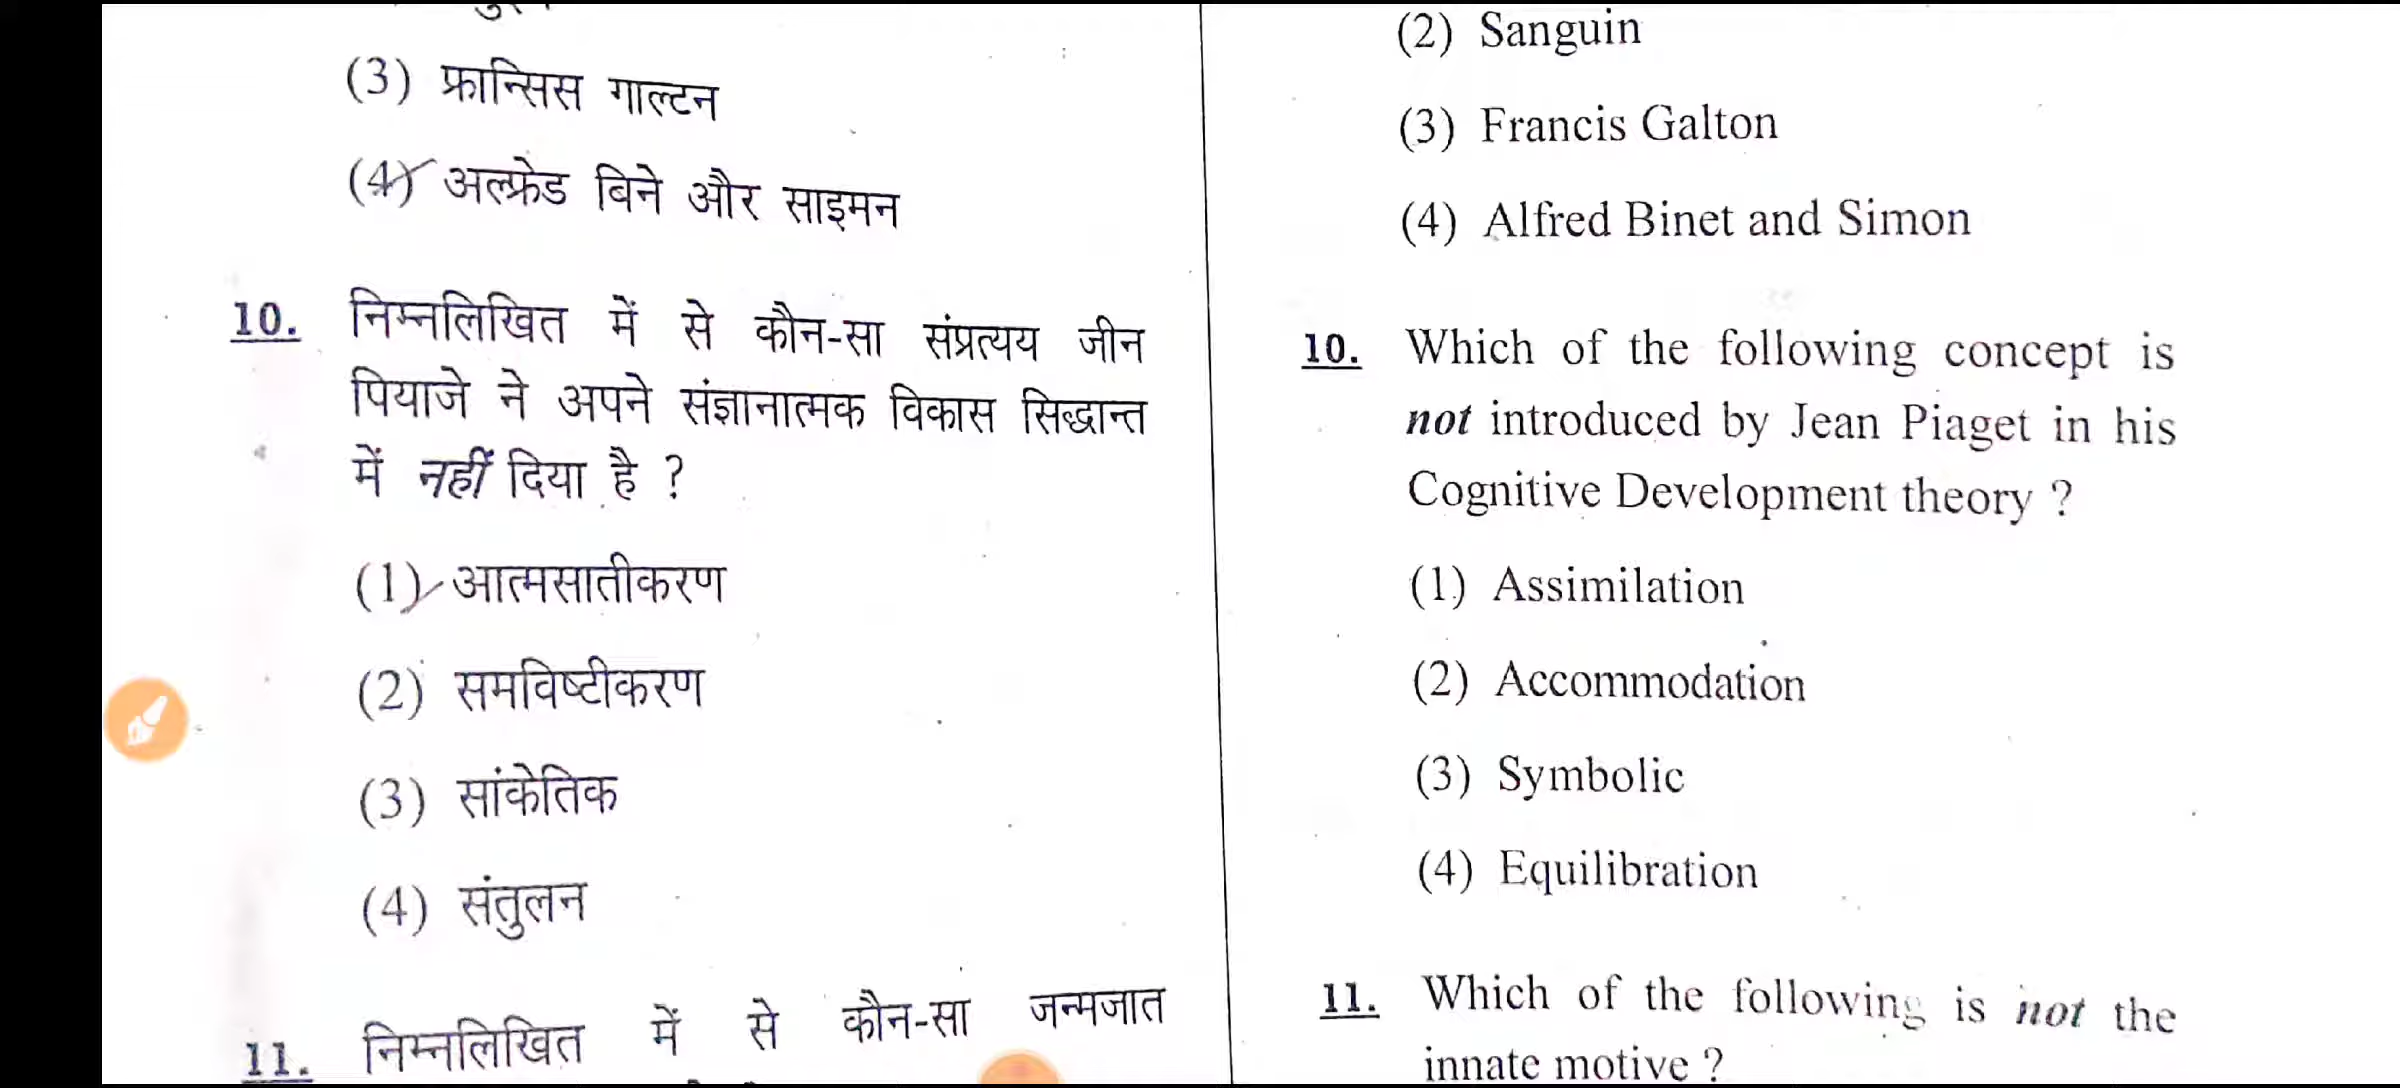 (3) फ्रान्सिस गाल्टन
(4) अल्फ्रेड बिने और साइमन
10. निम्नलिखित में से कौन-सा संप्रत्यय जीन
पियाजे ने अपने संज्ञानात्मक विकास सिद्धान्त
में नहीं दिया है ?
(1) आत्मसातीकरण
(2) समविष्टीकरण
(3) सांकेतिक
(4) संतुलन
11. निम्नलिखित में से कौन-सा जन्मजात
(2) Sanguin
(3) Francis Galton
(4) Alfred Binet and Simon
10. Which of the following concept is
not introduced by Jean Piaget in his
Cognitive Development theory ?
(1) Assimilation
(2) Accommodation
(3) Symbolic
(4) Equilibration
11. Which of the following is not the
innate motive ?